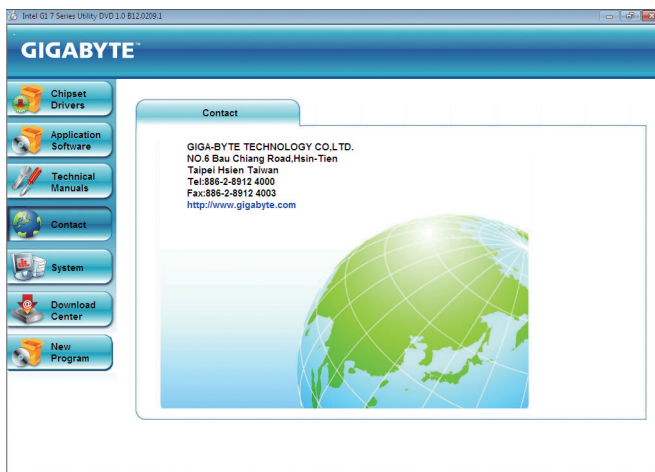 Intel G1 7 Series Utility DVD 1.0 B12.0209.1
GIGABYTE™
Chipset
Drivers
Application
Software
Technical
Manuals
Contact
System
Download
Center
New
Program
Contact
GIGA-BYTE TECHNOLOGY CO,LTD.
NO.6 Bau Chiang Road,Hsin-Tien
Taipei Hsien Taiwan
Tel:886-2-8912 4000
Fax:886-2-8912 4003
http://www.gigabyte.com